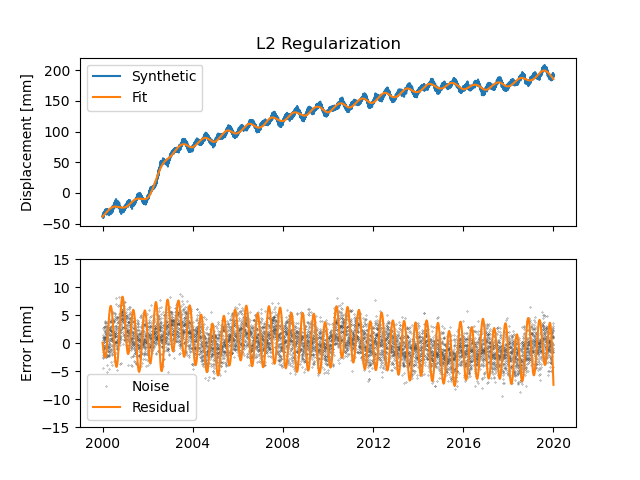 L2 Regularization
Displacement [mm]
200
150
100
50
0
−50
Synthetic
Fit
Error [mm]
15
10
5
0
−5
−10
−15
Noise
Residual
2000 2004 2008 2012 2016 2020